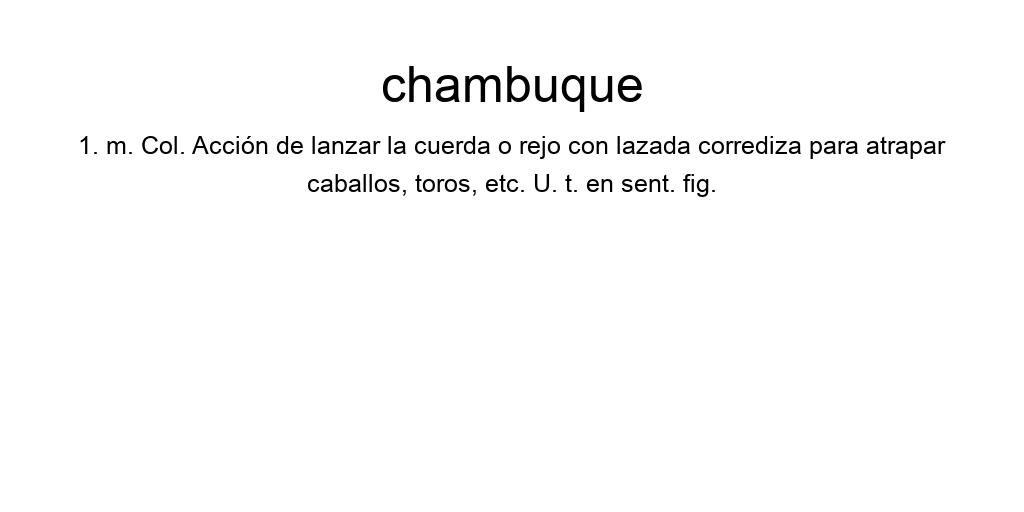 chambuque
1. m. Col. Acción de lanzar la cuerda o rejo con lazada corrediza para atrapar
caballos, toros, etc. U. t. en sent. fig.